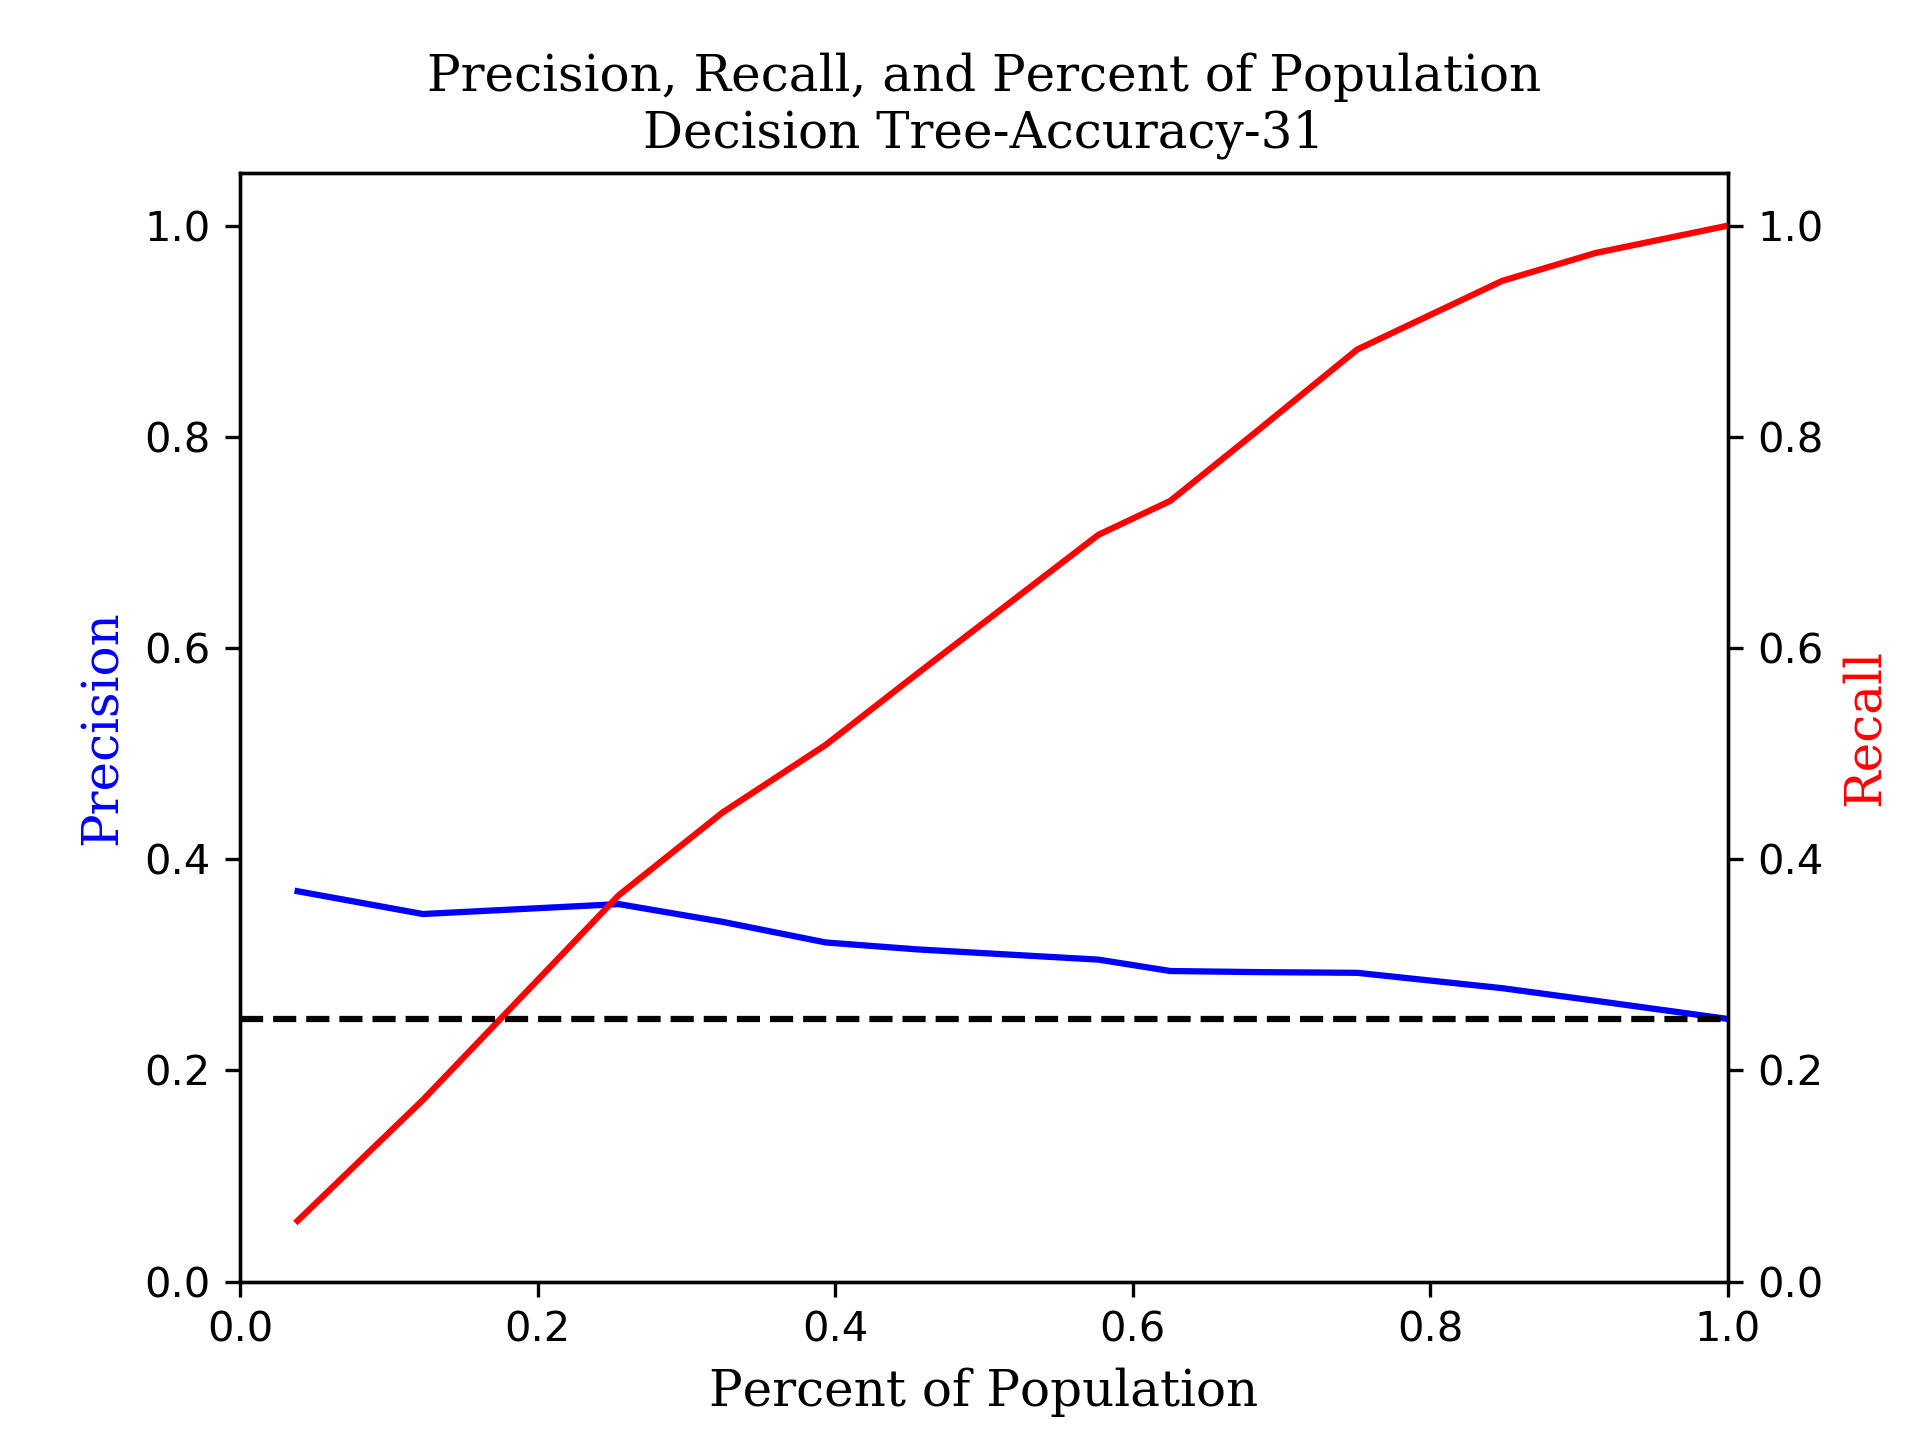 Precision, Recall, and Percent of Population
Decision Tree-Accuracy-31
1.0
0.8
0.6
0.4
0.2
0.0
Precision
1.0
0.8
0.6
0.4
0.2
0.0
Recall
0.0 0.2 0.4 0.6 0.8 1.0
Percent of Population